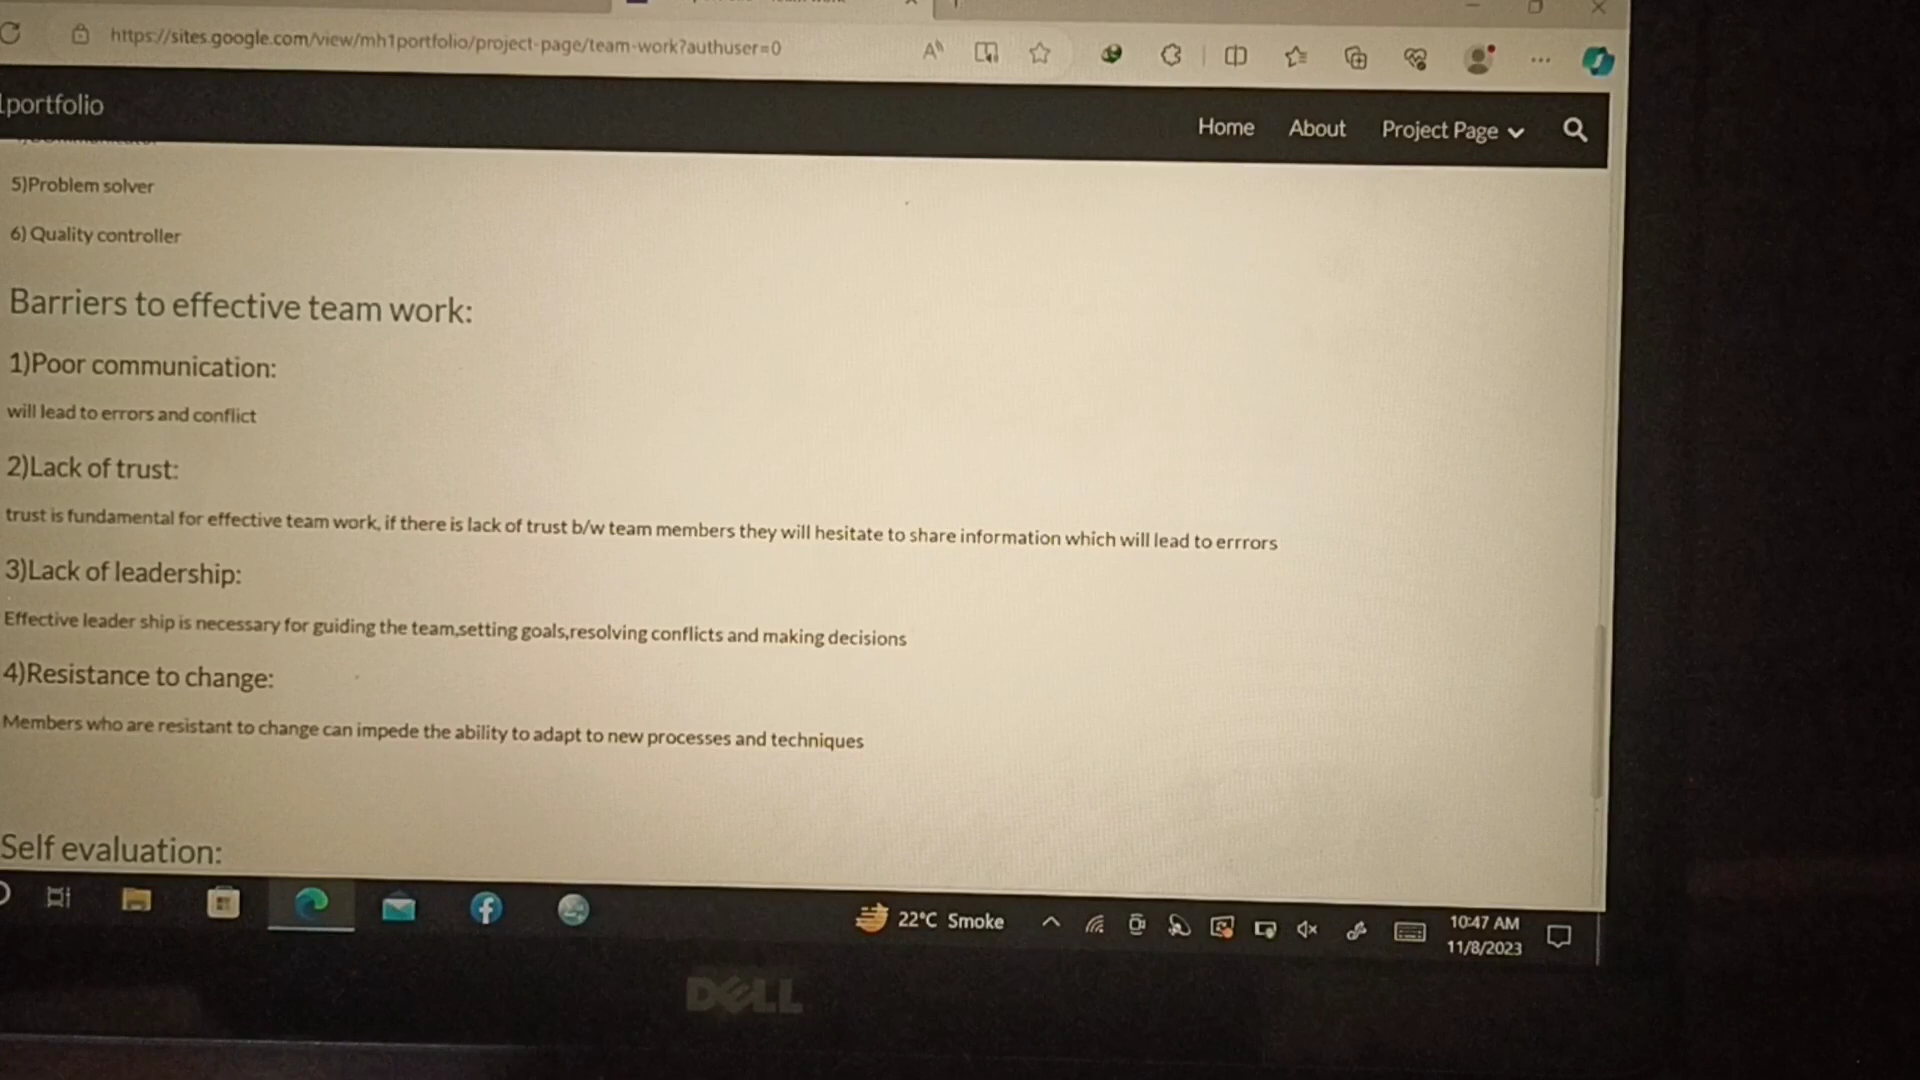 https://sites.google.com/view/mh1portfolio/project-page/team-work?authuser=0
portfolio
Home About Project Page
5)Problem solver
6) Quality controller
Barriers to effective team work:
1)Poor communication:
will lead to errors and conflict
2)Lack of trust:
trust is fundamental for effective team work, if there is lack of trust b/w team members they will hesitate to share information which will lead to errrors
3)Lack of leadership:
Effective leader ship is necessary for guiding the team,setting goals,resolving conflicts and making decisions
4)Resistance to change:
Members who are resistant to change can impede the ability to adapt to new processes and techniques
Self evaluation:
22°C Smoke
10:47 AM
11/8/2023
DELL